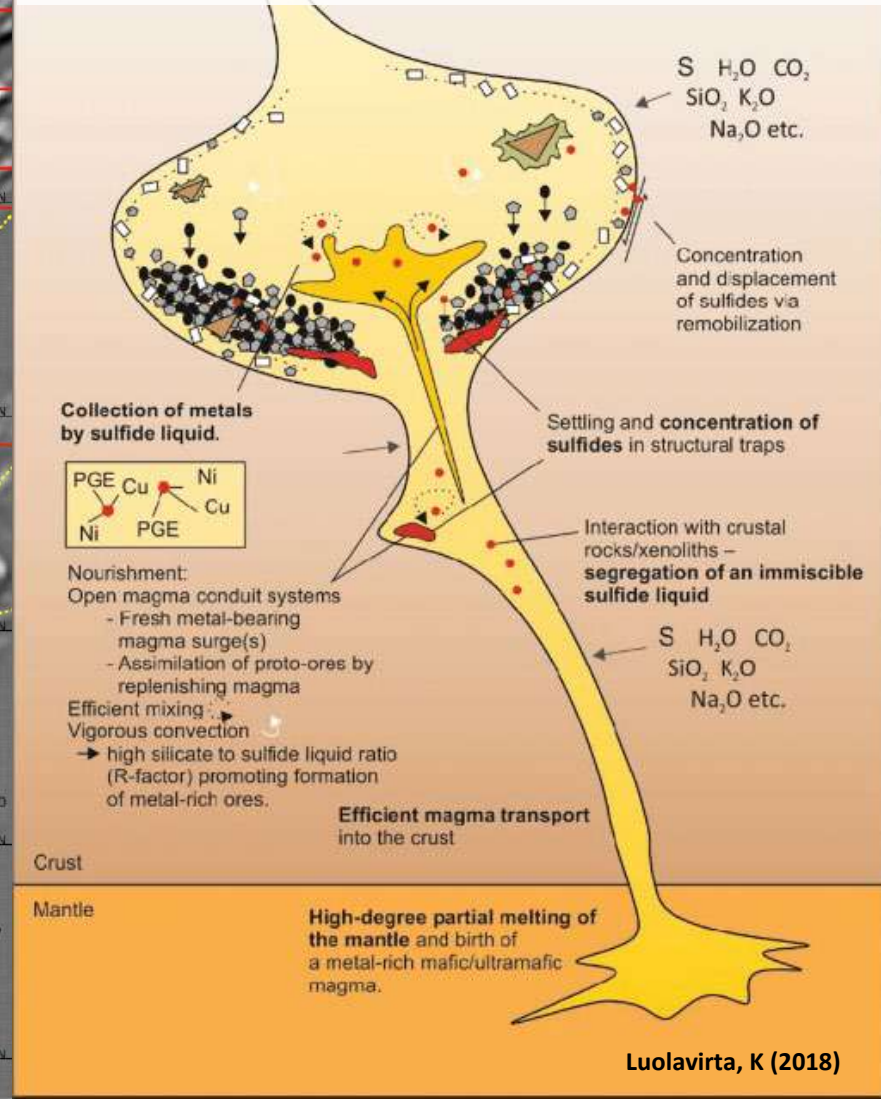 S H₂O CO₂
SiO₂ K₂O
Na₂O etc.
Concentration
and displacement
of sulfides via
remobilization
Collection of metals
by sulfide liquid.
Settling and concentration of
sulfides in structural traps
PGE Cu Ni
Cu
Ni PGE
Interaction with crustal
rocks/xenoliths –
segregation of an immiscible
sulfide liquid
Nourishment:
Open magma conduit systems
- Fresh metal-bearing
magma surge(s)
- Assimilation of proto-ores by
replenishing magma
Efficient mixing
Vigorous convection
→ high silicate to sulfide liquid ratio
(R-factor) promoting formation
of metal-rich ores.
S H₂O CO₂
SiO₂ K₂O
Na₂O etc.
Efficient magma transport
into the crust
Crust
Mantle
High-degree partial melting of
the mantle and birth of
a metal-rich mafic/ultramafic
magma.
Luolavirta, K (2018)